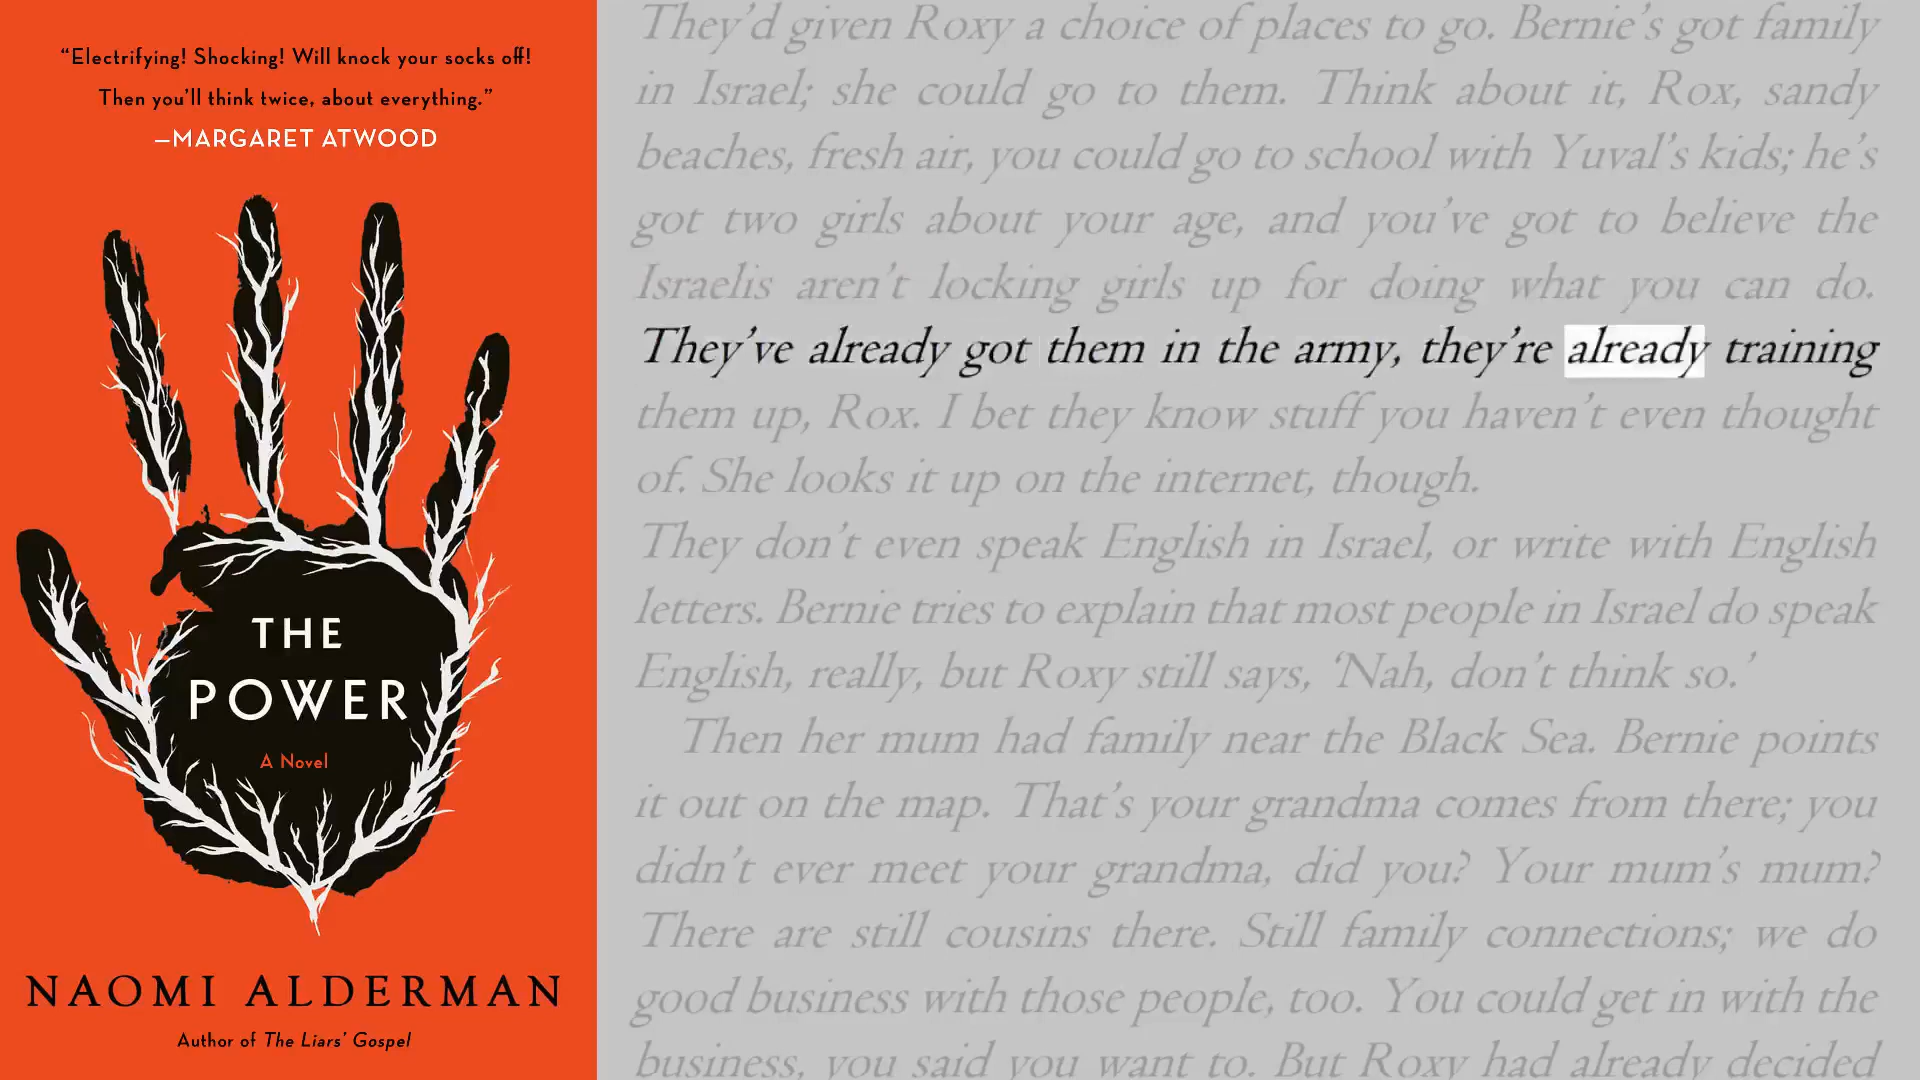 “Electrifying! Shocking! Will knock your socks off!
Then you’ll think twice, about everything.”
—MARGARET ATWOOD
THE
POWER
A Novel
NAOMI ALDERMAN
Author of The Liars’ Gospel
They’d given Roxy a choice of places to go. Bernie’s got family
in Israel; she could go to them. Think about it, Rox, sandy
beaches, fresh air, you could go to school with Yuval’s kids; he’s
got two girls about your age, and you’ve got to believe the
Israelis aren’t locking girls up for doing what you can do.
They’ve already got them in the army, they’re already training
them up, Rox. I bet they know stuff you haven’t even thought
of. She looks it up on the internet, though.
They don’t even speak English in Israel, or write with English
letters. Bernie tries to explain that most people in Israel do speak
English, really, but Roxy still says, ‘Nah, don’t think so.’
Then her mum had family near the Black Sea. Bernie points
it out on the map. That’s your grandma comes from there; you
didn’t ever meet your grandma, did you? Your mum’s mum?
There are still cousins there. Still family connections; we do
good business with those people, too. You could get in with the
business, you said you want to. But Roxy had already decided